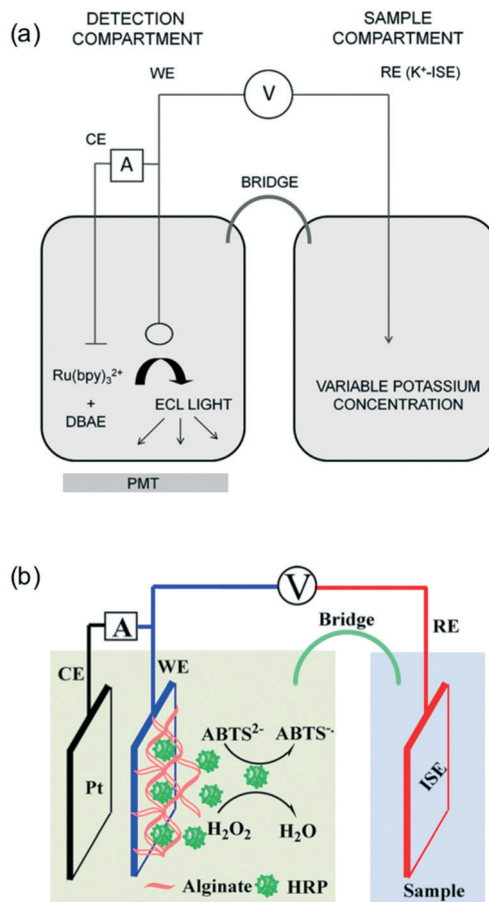 (a)
DETECTION
COMPARTMENT
SAMPLE
COMPARTMENT
WE
RE (K⁺-ISE)
V
CE
A
BRIDGE
Ru(bpy)₃²⁺
+
DBAE
ECL LIGHT
VARIABLE POTASSIUM
CONCENTRATION
PMT
(b)
V
A
Bridge
RE
CE
WE
ABTS²⁻ ABTS⁻·
Pt
ISE
H₂O₂ H₂O
Alginate HRP
Sample